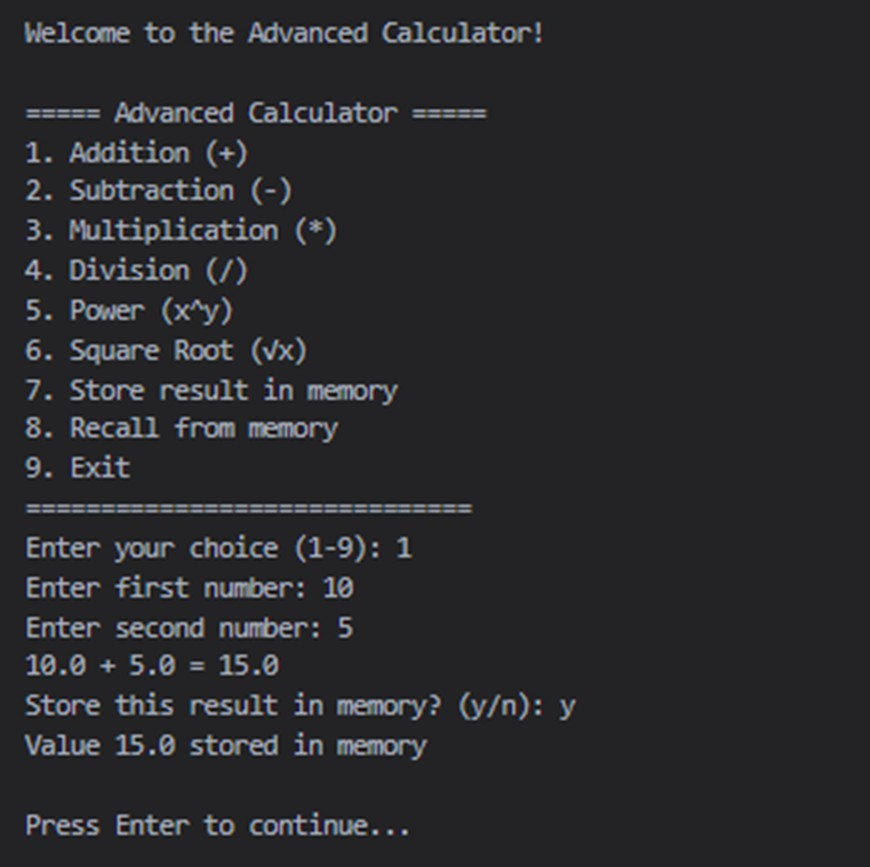 Welcome to the Advanced Calculator!
===== Advanced Calculator =====
1. Addition (+)
2. Subtraction (-)
3. Multiplication (*)
4. Division (/)
5. Power (x^y)
6. Square Root (√x)
7. Store result in memory
8. Recall from memory
9. Exit
==============================
Enter your choice (1-9): 1
Enter first number: 10
Enter second number: 5
10.0 + 5.0 = 15.0
Store this result in memory? (y/n): y
Value 15.0 stored in memory
Press Enter to continue...